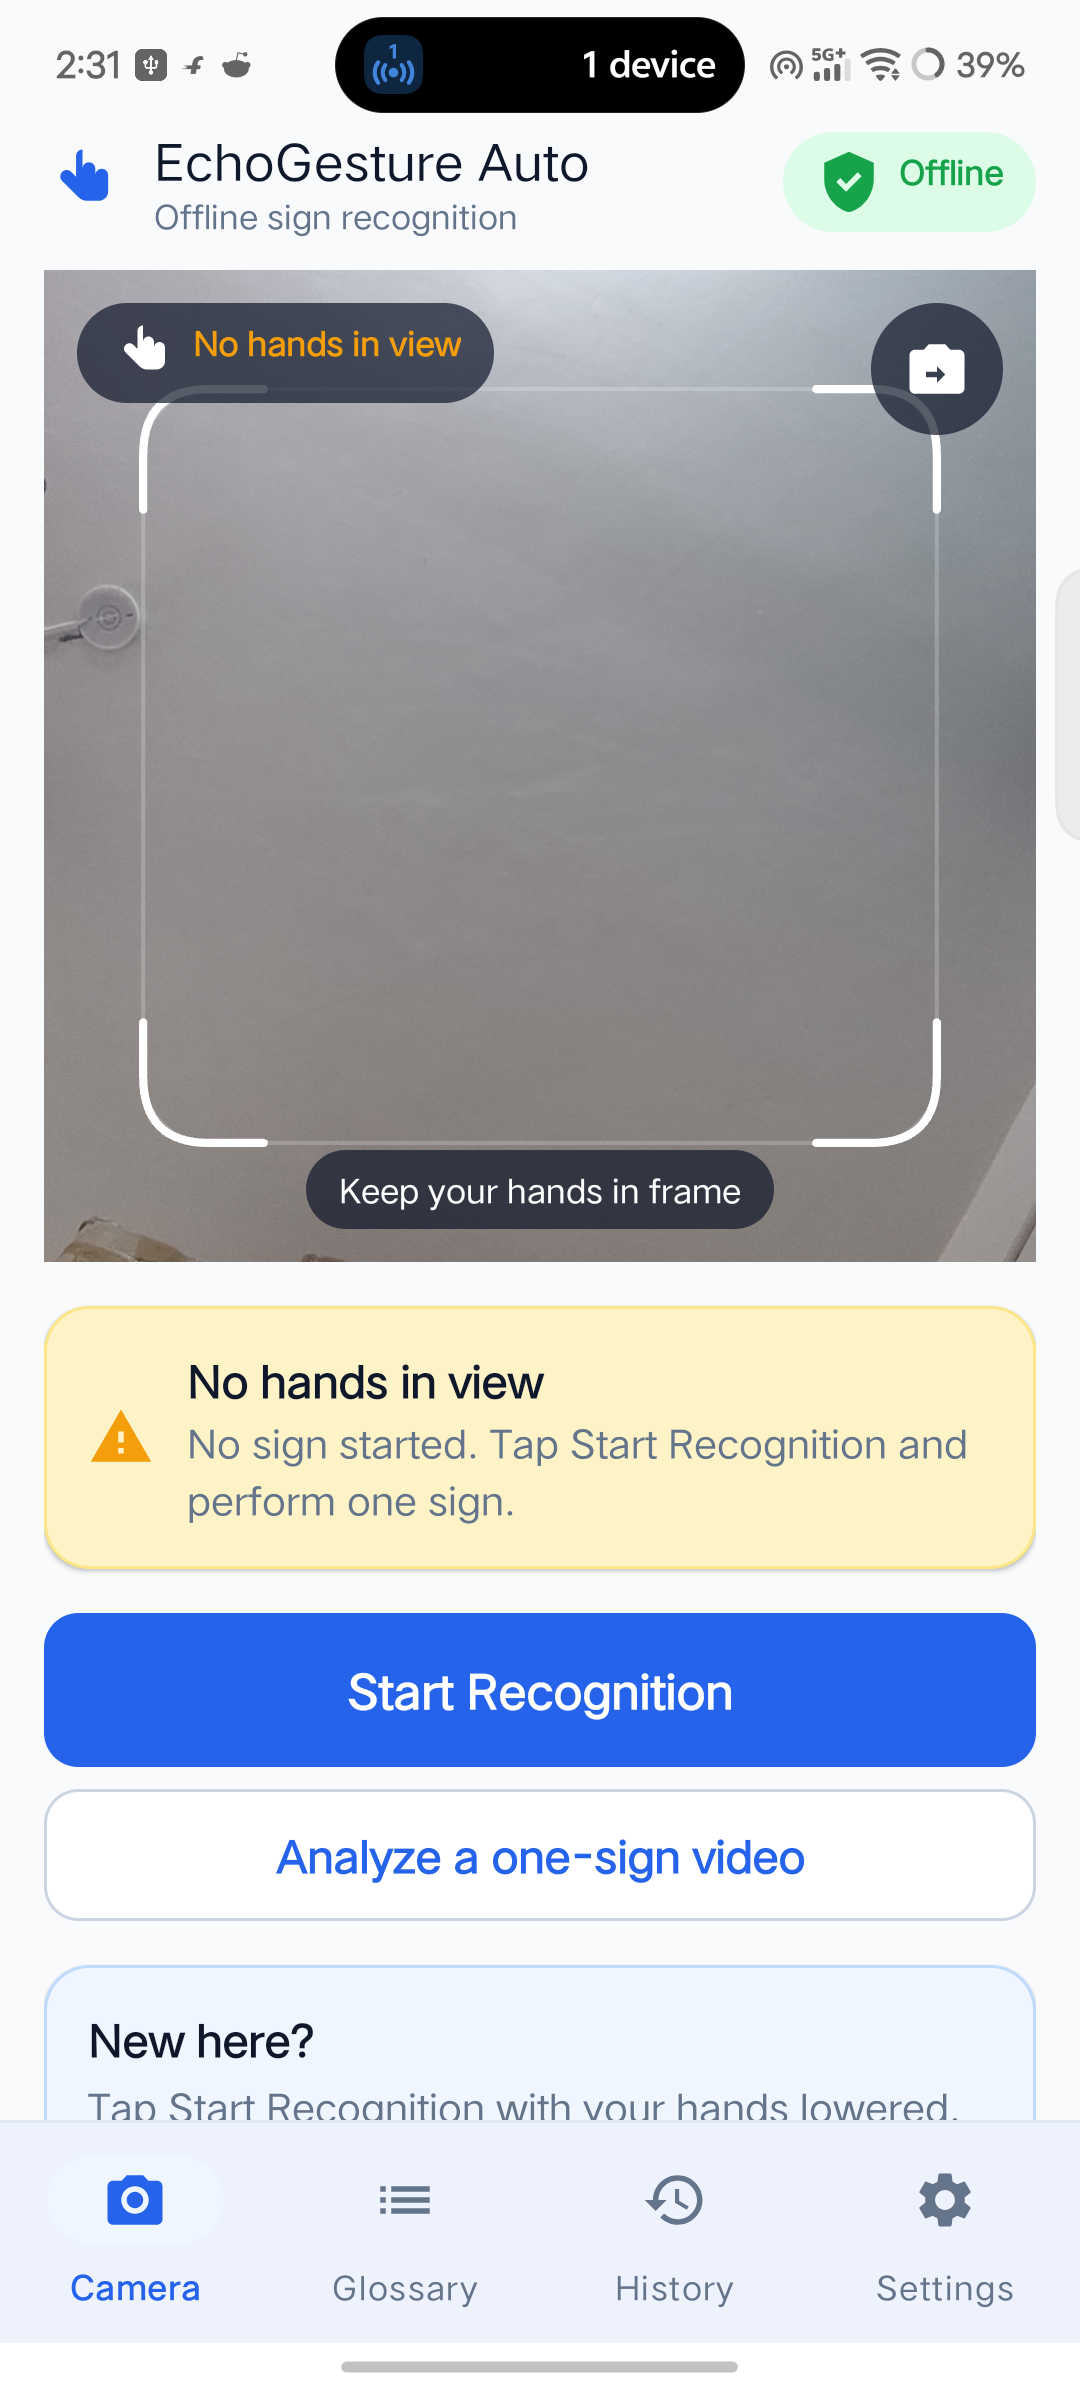 2:31
1
1 device
5G+
39%
EchoGesture Auto
Offline sign recognition
Offline
No hands in view
Keep your hands in frame
No hands in view
No sign started. Tap Start Recognition and
perform one sign.
Start Recognition
Analyze a one-sign video
New here?
Tap Start Recognition with your hands lowered.
Camera
Glossary
History
Settings